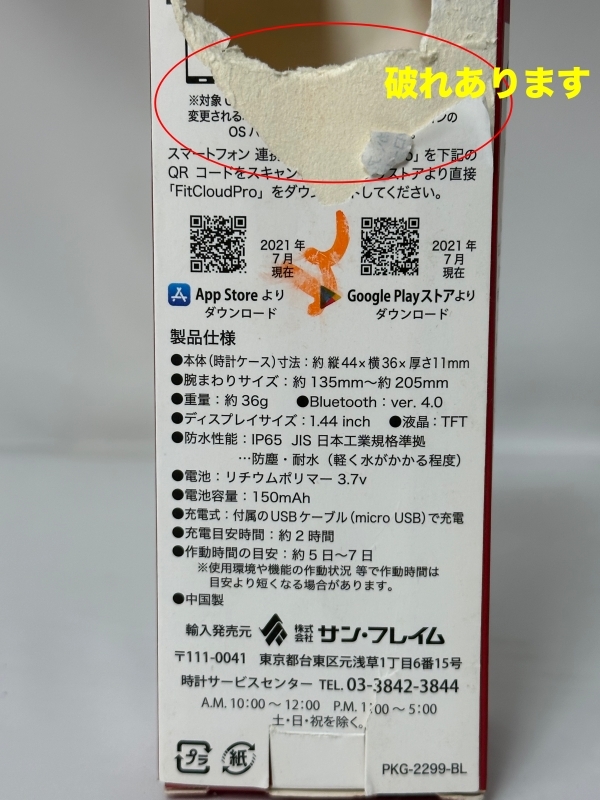 破れあります
※対象
変更される
ンの
OS
スマートフォン 連携
」を下記の
QR コードをスキャン
ストアより直接
「FitCloudPro」をダウンロードしてください。
2021年
7月
現在
2021年
7月
現在
App Store より
ダウンロード
Google Playストアより
ダウンロード
製品仕様
●本体（時計ケース）寸法：約 縦44×横36×厚さ11mm
●腕まわりサイズ：約 135mm〜約 205mm
●重量：約 36g ●Bluetooth：ver. 4.0
●ディスプレイサイズ：1.44 inch ●液晶：TFT
●防水性能：IP65 JIS 日本工業規格準拠
…防塵・耐水（軽く水がかかる程度）
●電池：リチウムポリマー 3.7v
●電池容量：150mAh
●充電式：付属のUSBケーブル（micro USB）で充電
●充電目安時間：約 2 時間
●作動時間の目安：約 5 日〜7 日
※使用環境や機能の作動状況 等で作動時間は
目安より短くなる場合があります。
●中国製
輸入発売元 株式会社 サン・フレイム
〒111-0041 東京都台東区元浅草1丁目6番15号
時計サービスセンター TEL. 03-3842-3844
A.M. 10:00 〜 12:00 P.M. 1:00 〜 5:00
土・日・祝を除く。
プラ 紙
PKG-2299-BL